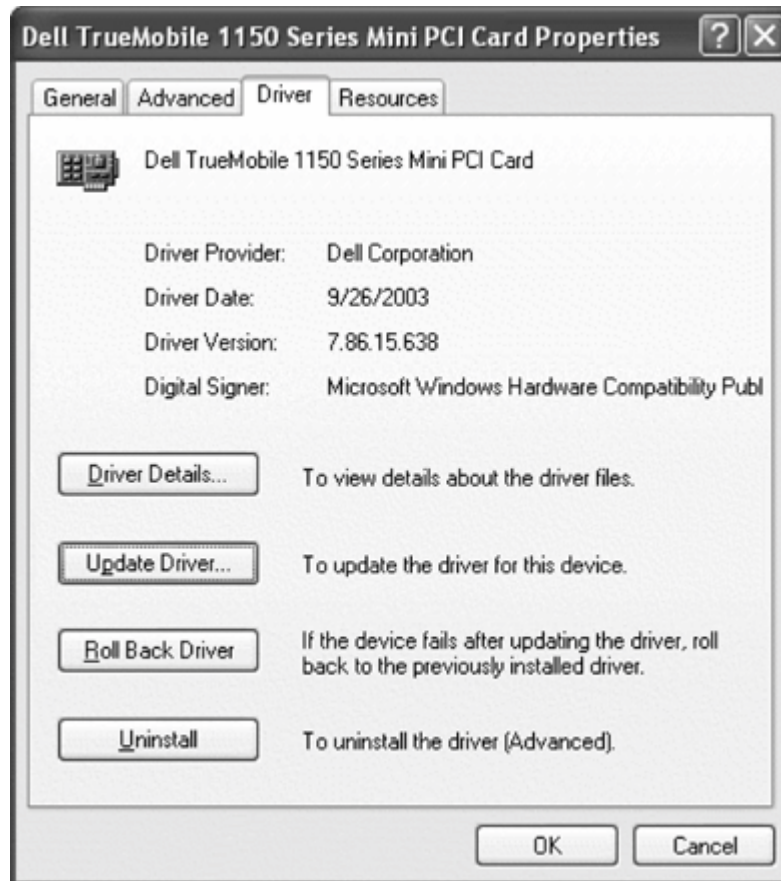 Dell TrueMobile 1150 Series Mini PCI Card Properties
General Advanced Driver Resources
Dell TrueMobile 1150 Series Mini PCI Card
Driver Provider: Dell Corporation
Driver Date: 9/26/2003
Driver Version: 7.86.15.638
Digital Signer: Microsoft Windows Hardware Compatibility Publ
Driver Details... To view details about the driver files.
Update Driver... To update the driver for this device.
Roll Back Driver If the device fails after updating the driver, roll
back to the previously installed driver.
Uninstall To uninstall the driver (Advanced).
OK Cancel